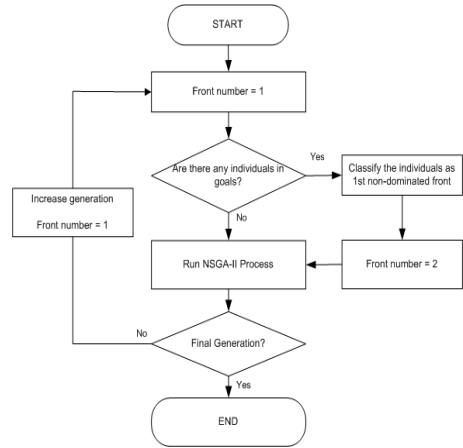 START
Front number = 1
Are there any individuals in
goals?
Yes
Classify the individuals as
1st non-dominated front
Increase generation
Front number = 1
No
Run NSGA-II Process
Front number = 2
No
Final Generation?
Yes
END